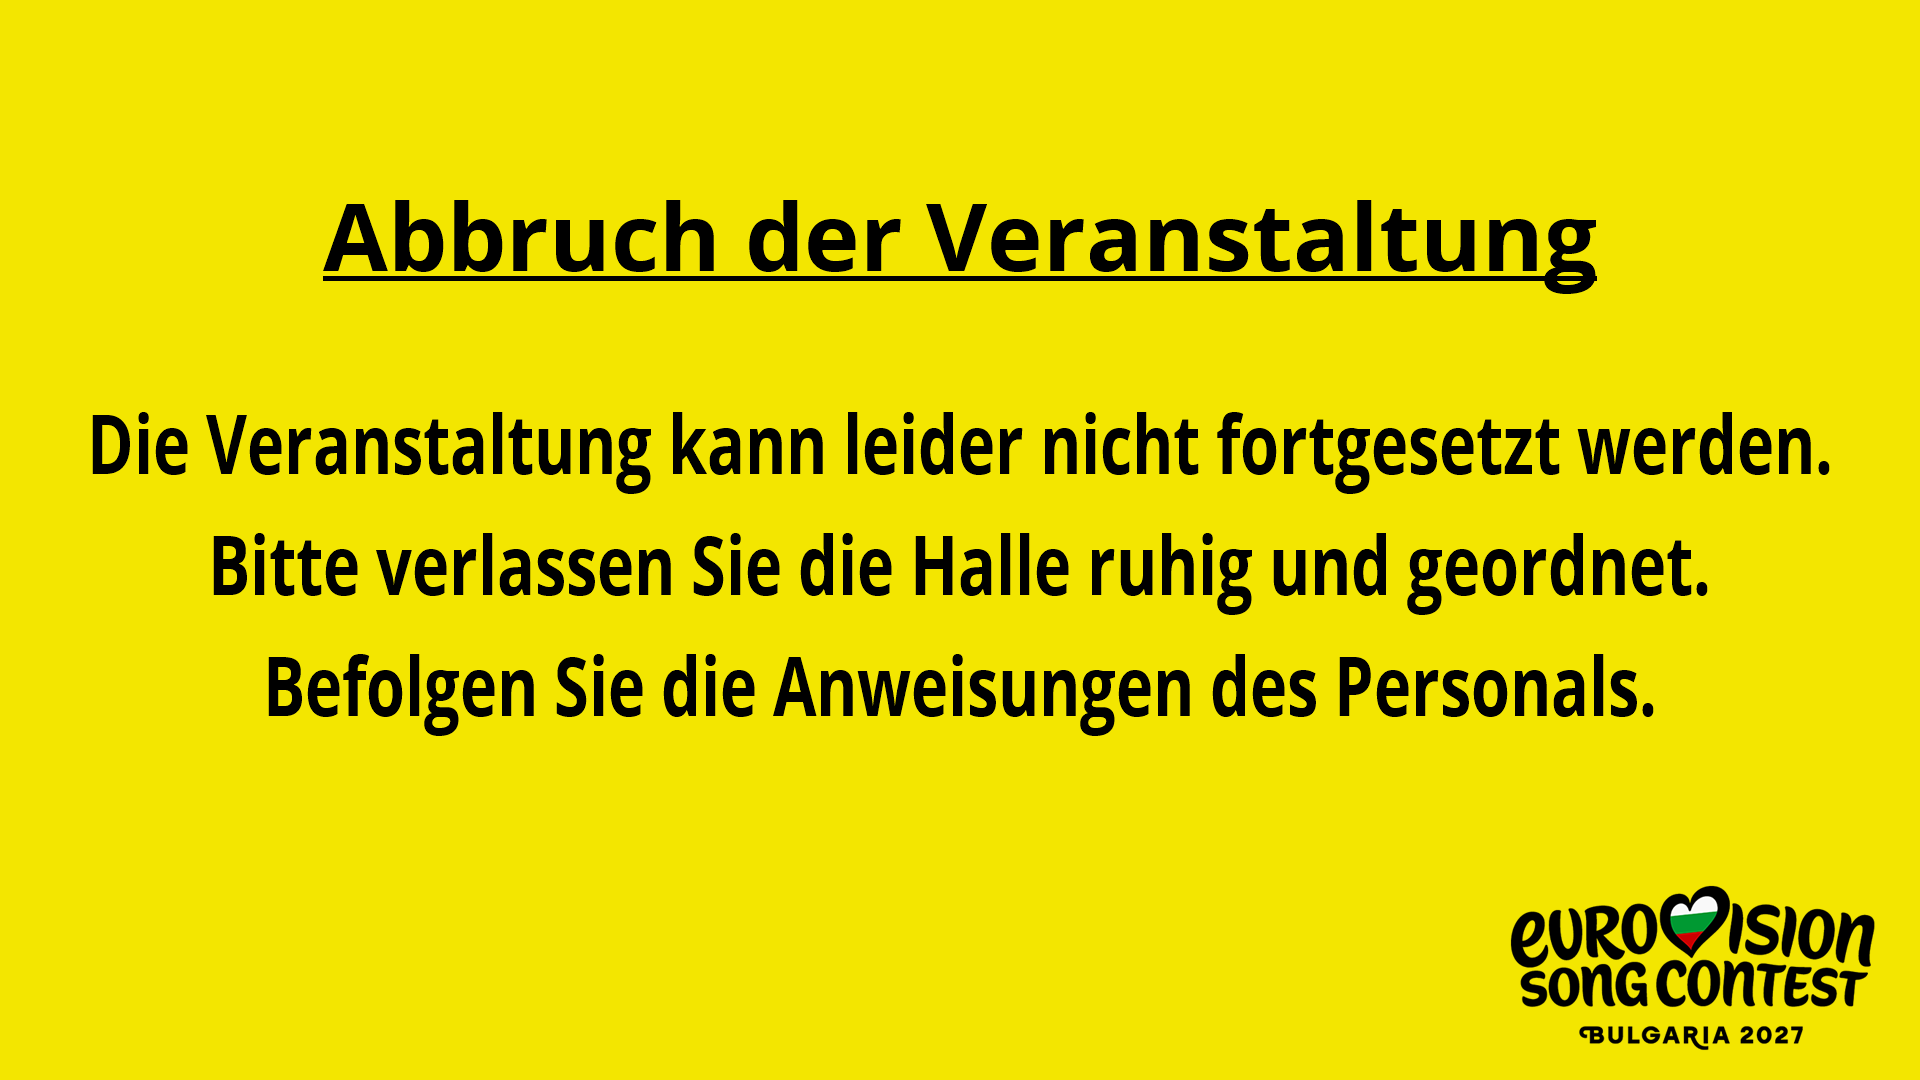 Abbruch der Veranstaltung
Die Veranstaltung kann leider nicht fortgesetzt werden.
Bitte verlassen Sie die Halle ruhig und geordnet.
Befolgen Sie die Anweisungen des Personals.
EUROVISION
SONG CONTEST
BULGARIA 2027